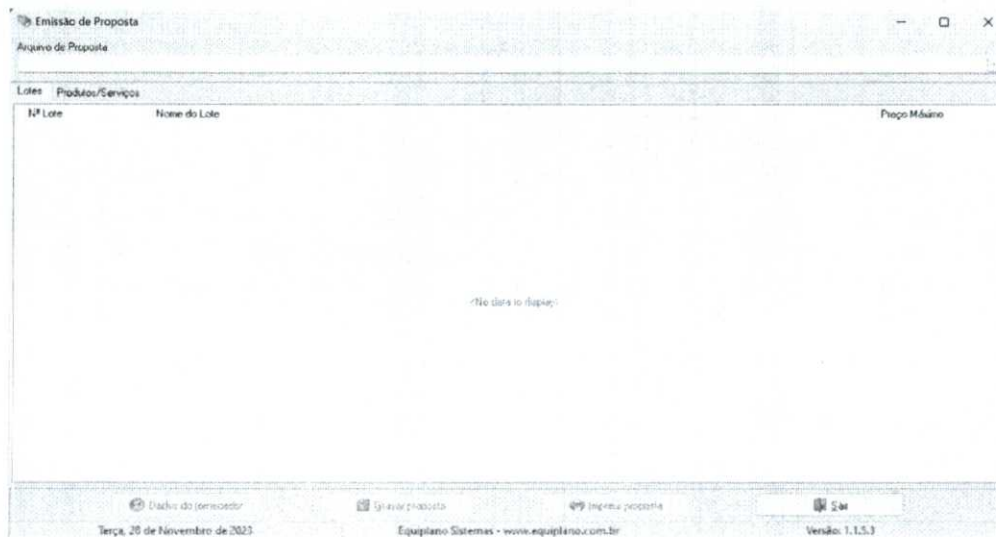 Emissão de Proposta
Arquivo de Proposta
Lotes Produtos/Serviços
Nº Lote Nome do Lote Preço Máximo
<No data to display>
Dados do fornecedor Gravar proposta Imprimir proposta Sair
Terça, 28 de Novembro de 2023 Equiplano Sistemas - www.equiplano.com.br Versão: 1.1.5.3